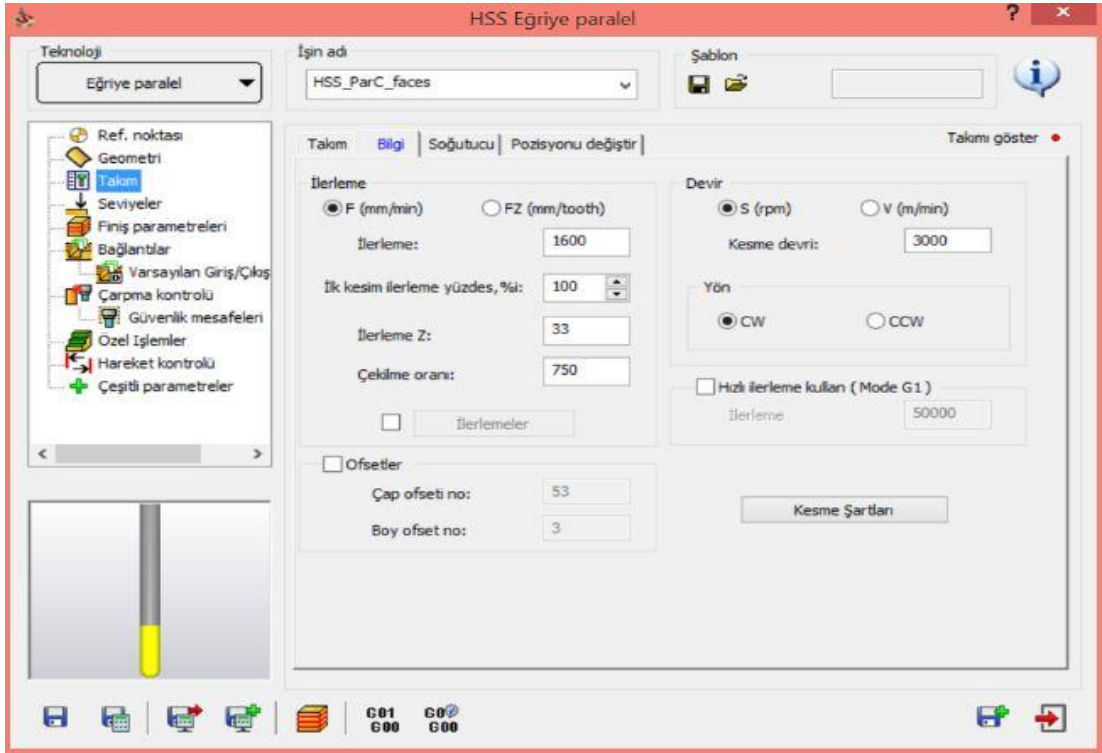 HSS Eğriye paralel
?
×
Teknoloji
Eğriye paralel
İşin adı
HSS_ParC_faces
Şablon
Ref. noktası
Geometri
Takım
Seviyeler
Finiş parametreleri
Bağlantılar
Varsayılan Giriş/Çıkış
Çarpma kontrolü
Güvenlik mesafeleri
Özel İşlemler
Hareket kontrolü
Çeşitli parametreler
Takım Bilgi Soğutucu Pozisyonu değiştir
Takımı göster
İlerleme
F (mm/min) FZ (mm/tooth)
İlerleme: 1600
İlk kesim ilerleme yüzdes,%i: 100
İlerleme Z: 33
Çekilme oranı: 750
İlerlemeler
Ofsetler
Çap ofseti no: 53
Boy ofset no: 3
Devir
S (rpm) V (m/min)
Kesme devri: 3000
Yön
CW CCW
Hızlı ilerleme kullan ( Mode G1 )
İlerleme 50000
Kesme Şartları
G01
G00
G0
G00